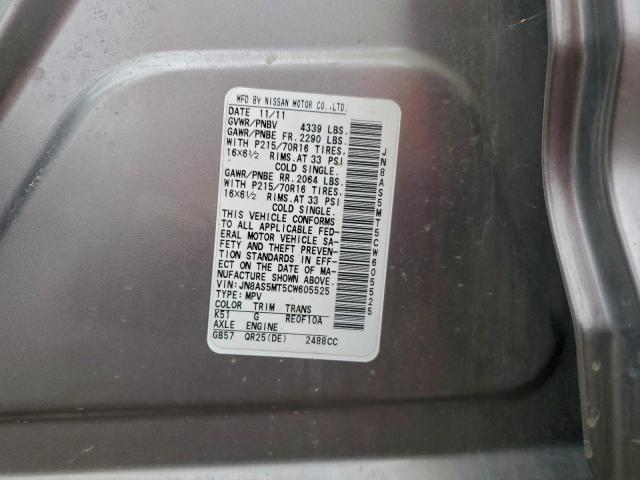 MFD BY NISSAN MOTOR CO.,LTD.
DATE 11/11
GVWR/PNBV 4339 LBS.
GAWR/PNBE FR. 2290 LBS.
WITH P215/70R16 TIRES.
16X6½ RIMS.AT 33 PSI
COLD SINGLE.
GAWR/PNBE RR. 2064 LBS.
WITH P215/70R16 TIRES.
16X6½ RIMS.AT 33 PSI
COLD SINGLE.
THIS VEHICLE CONFORMS
TO ALL APPLICABLE FED-
ERAL MOTOR VEHICLE SA-
FETY AND THEFT PREVEN-
TION STANDARDS IN EFF-
ECT ON THE DATE OF MA-
NUFACTURE SHOWN ABOVE.
VIN: JN8AS5MT5CW605525
TYPE: MPV
COLOR TRIM TRANS
K51 G RE0F10A
AXLE ENGINE
GB57 QR25(DE) 2488CC
JN8AS5MT5CW605525